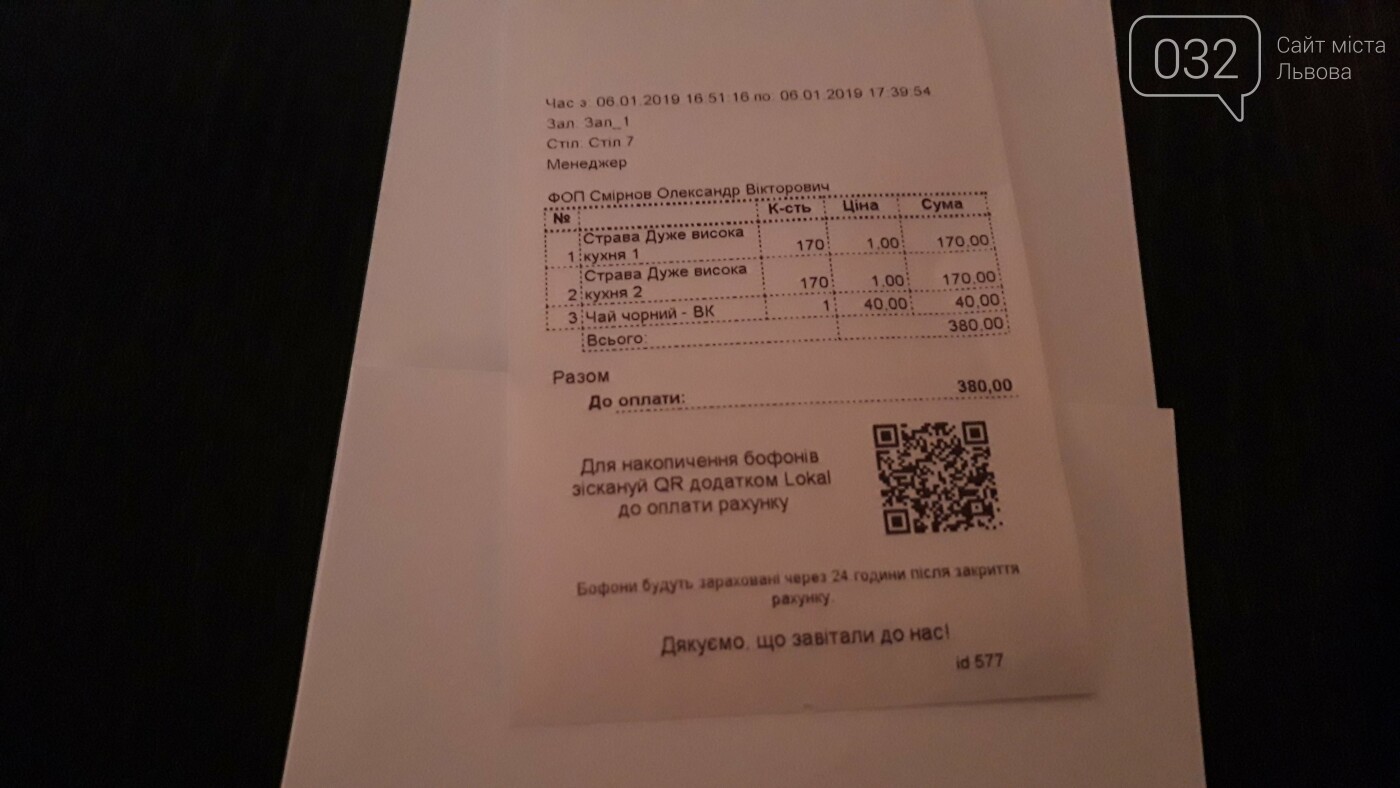 032
Сайт міста
Львова
Час з: 06.01.2019 16:51:16 по: 06.01.2019 17:39:54
Зал: Зал_1
Стіл: Стіл 7
Менеджер
ФОП Смірнов Олександр Вікторович
№ К-сть Ціна Сума
1 Страва Дуже висока кухня 1 170 1,00 170,00
2 Страва Дуже висока кухня 2 170 1,00 170,00
3 Чай чорний - ВК 1 40,00 40,00
Всього: 380,00
Разом
До оплати: 380,00
Для накопичення бофонів
зіскануй QR додатком Lokal
до оплати рахунку
Бофони будуть зараховані через 24 години після закриття
рахунку.
Дякуємо, що завітали до нас!
id 577